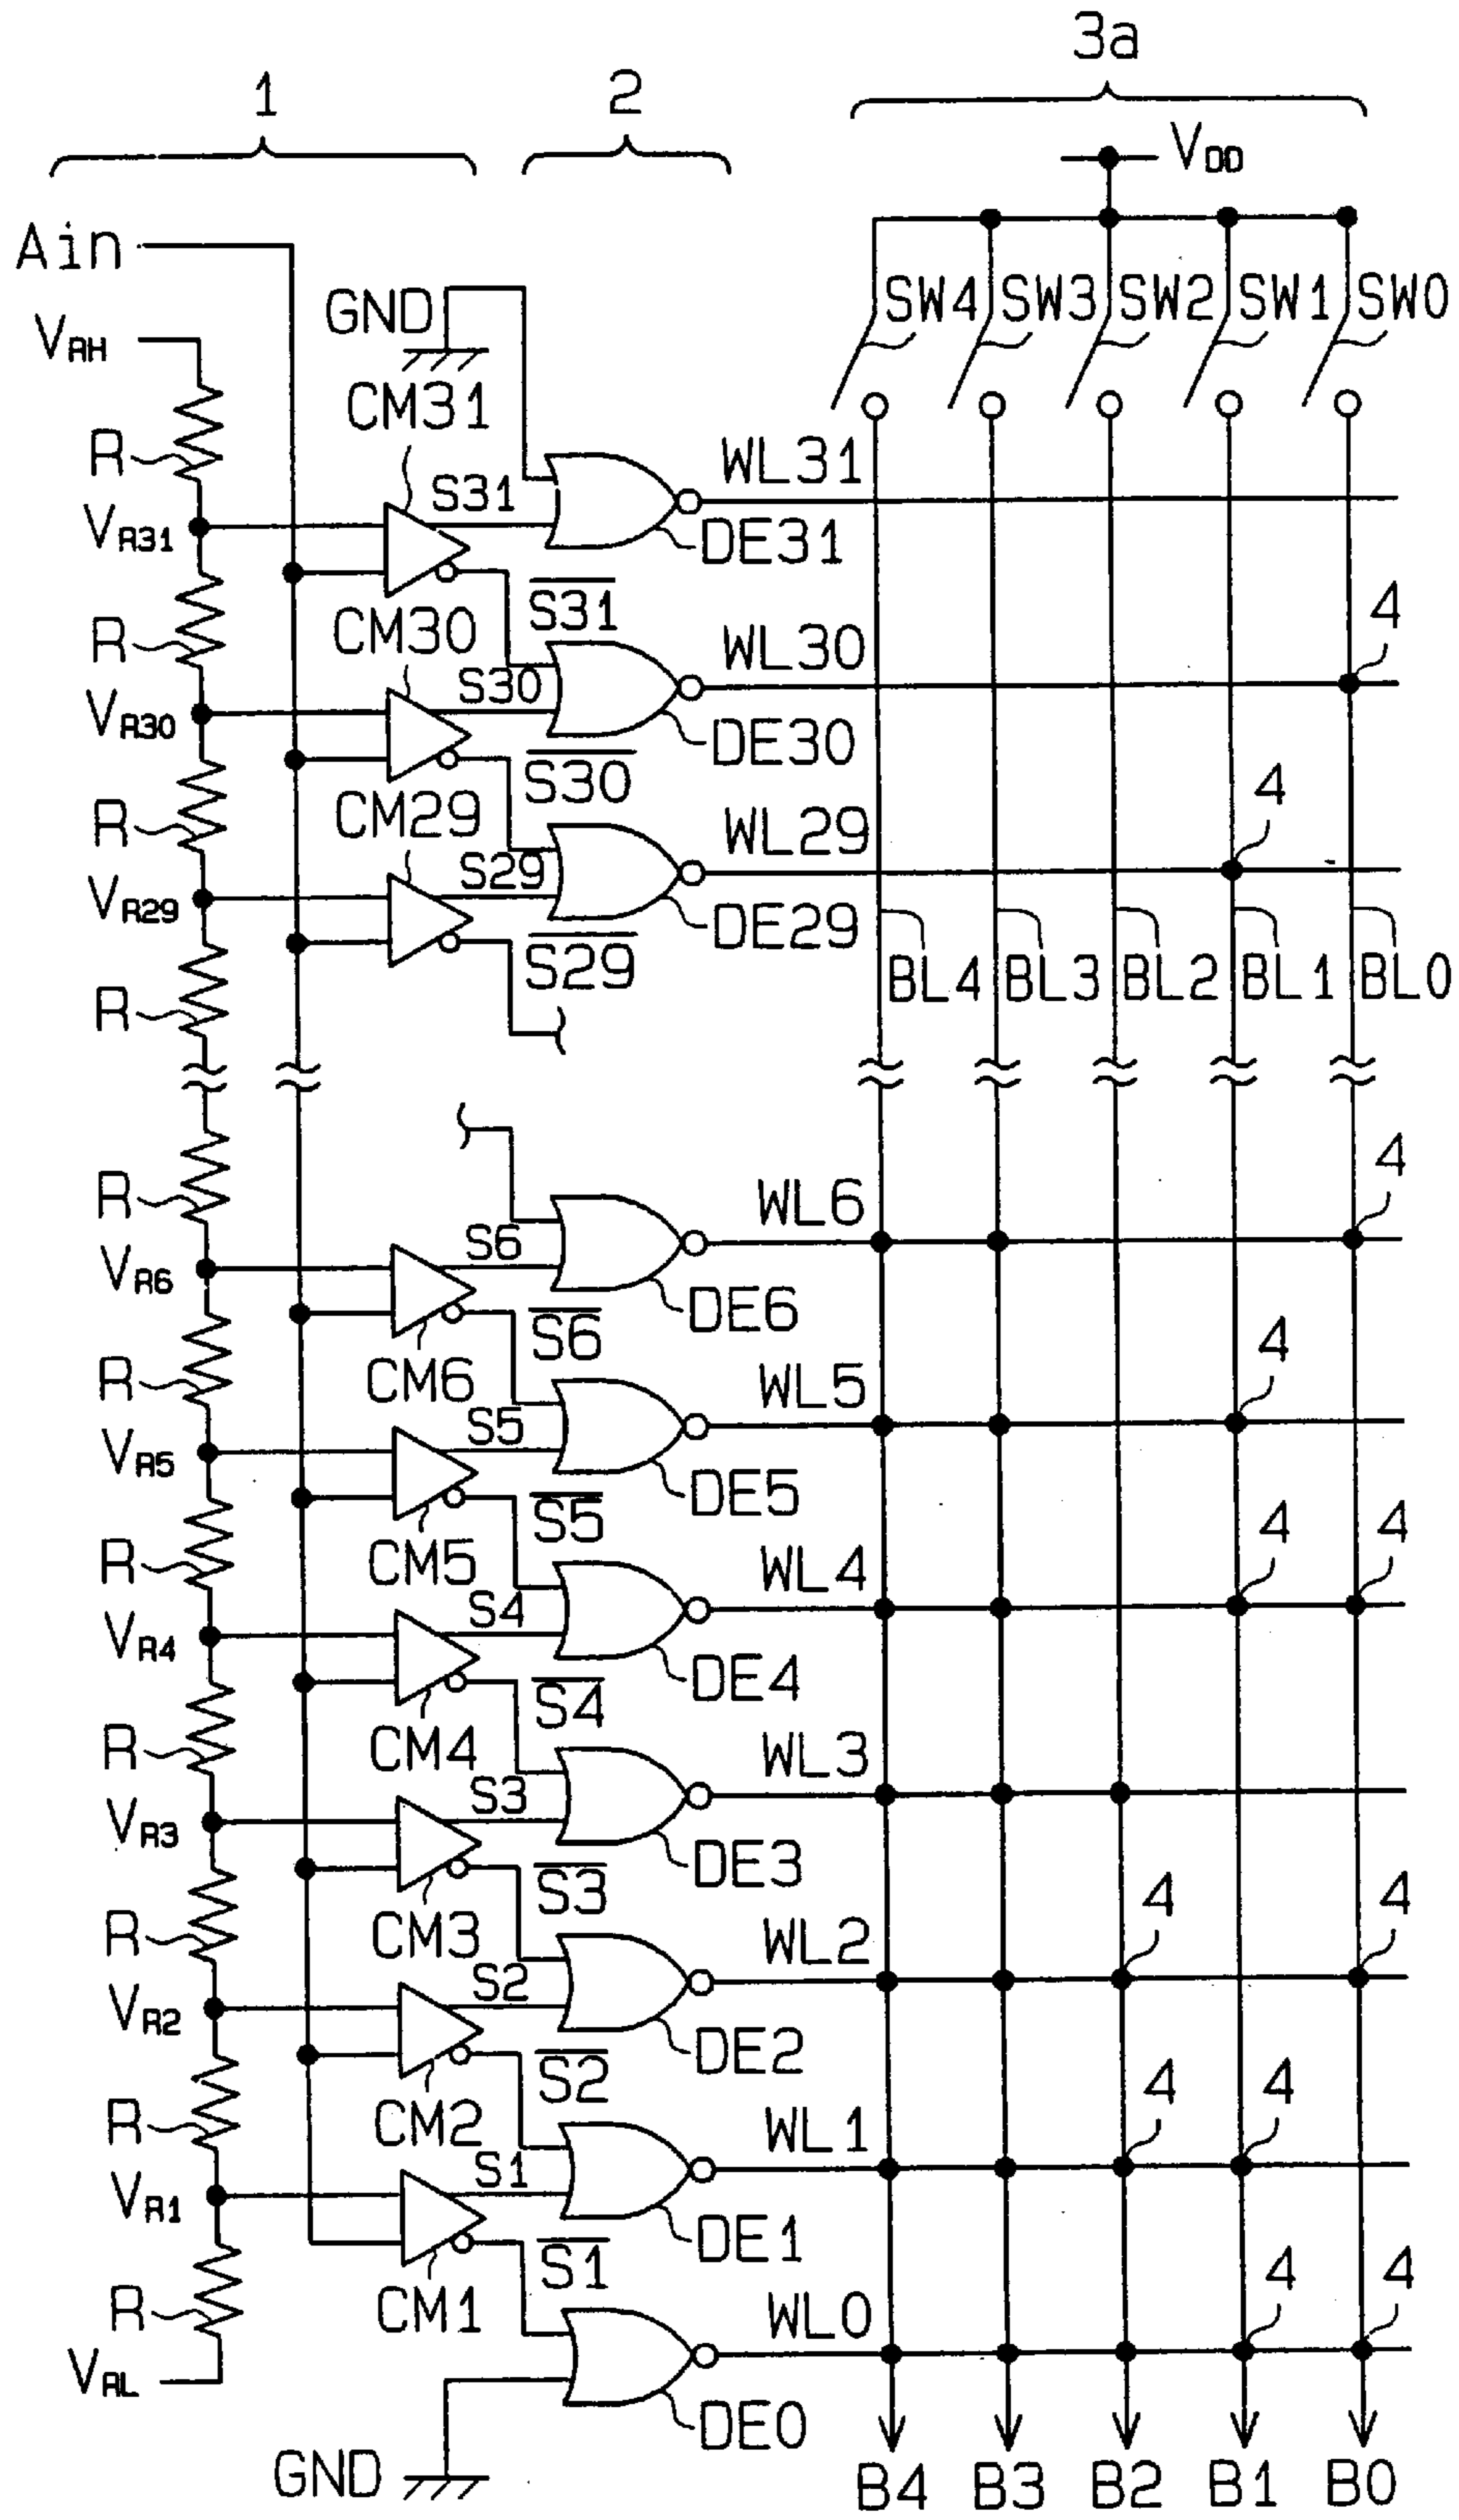 3a
1
2
VDD
Ain
SW4 SW3 SW2 SW1 SW0
GND
VRH
CM31
R
WL31
S31
VR31
DE31
S31
CM30
4
R
WL30
S30
VR30
DE30
S30
4
CM29
R
WL29
S29
VR29
DE29
S29
BL4 BL3 BL2 BL1 BL0
R
4
R
WL6
S6
VR6
DE6
S6
4
CM6
R
WL5
S5
VR5
DE5
S5
4 4
CM5
R
WL4
S4
VR4
DE4
S4
CM4
R
WL3
S3
VR3
DE3
S3
4 4
CM3
R
WL2
S2
VR2
DE2
S2
4 4
CM2
R
WL1
S1
VR1
DE1
S1
4 4
CM1
R
WL0
VRL
DE0
GND
B4 B3 B2 B1 B0